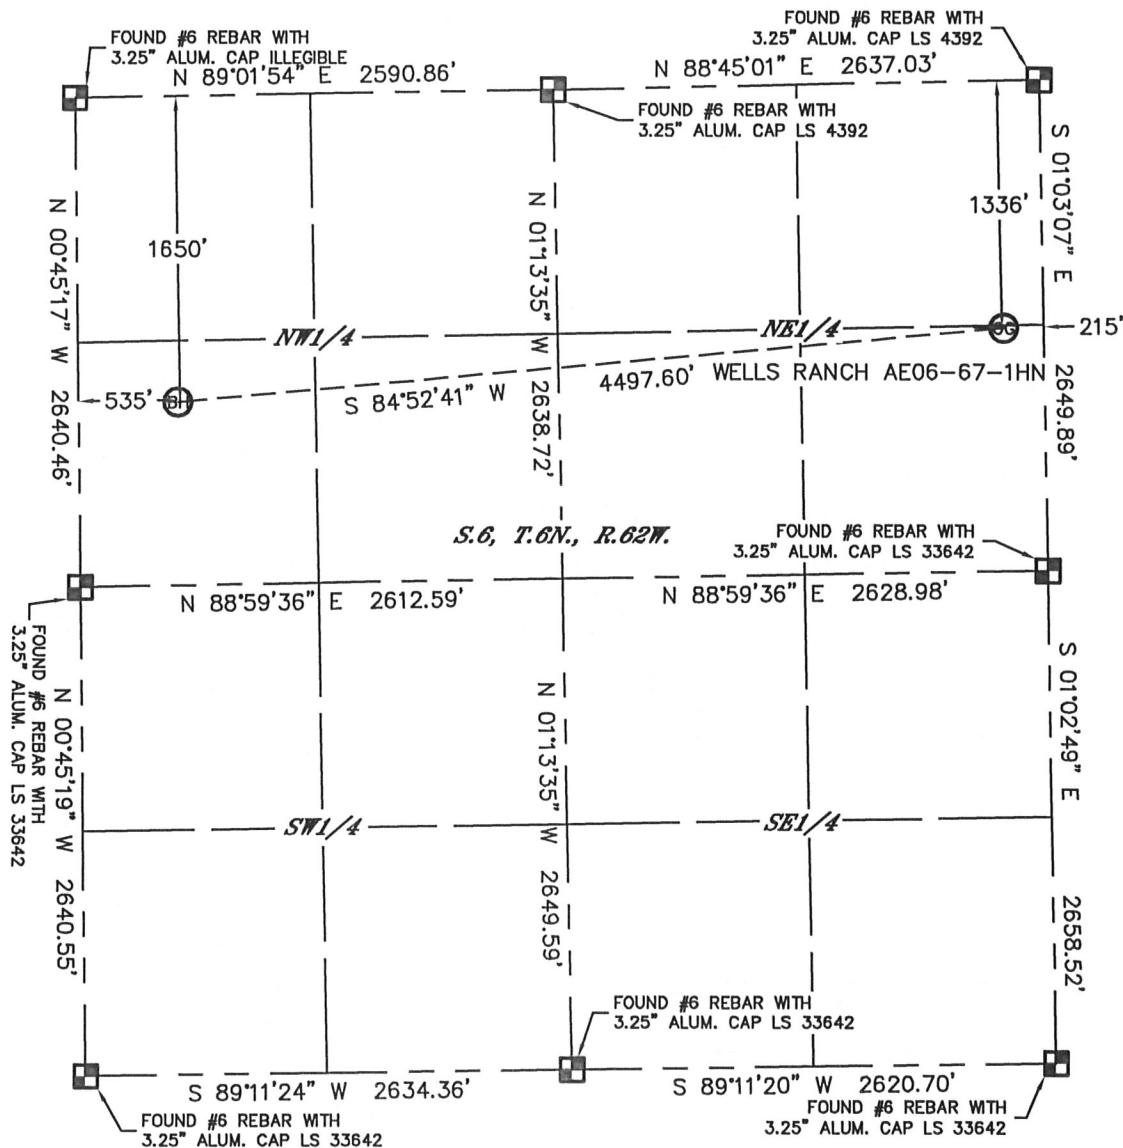 FOUND #6 REBAR WITH
3.25" ALUM. CAP ILLEGIBLE
N 89°01'54" E 2590.86'
FOUND #6 REBAR WITH
3.25" ALUM. CAP LS 4392
N 88°45'01" E 2637.03'
FOUND #6 REBAR WITH
3.25" ALUM. CAP LS 4392
N 00°45'17" W 2640.46'
1650'
N 01°13'35" W 2638.72'
1336'
S 01°03'07" E 2649.89'
NW1/4
NE1/4
SG
215'
535'
BH
S 84°52'41" W
4497.60'
WELLS RANCH AE06-67-1HN
S.6, T.6N., R.62W.
FOUND #6 REBAR WITH
3.25" ALUM. CAP LS 33642
N 88°59'36" E 2612.59'
N 88°59'36" E 2628.98'
FOUND #6 REBAR WITH
3.25" ALUM. CAP LS 33642
N 00°45'19" W 2640.55'
N 01°13'35" W 2649.59'
S 01°02'49" E 2658.52'
SW1/4
SE1/4
FOUND #6 REBAR WITH
3.25" ALUM. CAP LS 33642
S 89°11'24" W 2634.36'
S 89°11'20" W 2620.70'
FOUND #6 REBAR WITH
3.25" ALUM. CAP LS 33642
FOUND #6 REBAR WITH
3.25" ALUM. CAP LS 33642